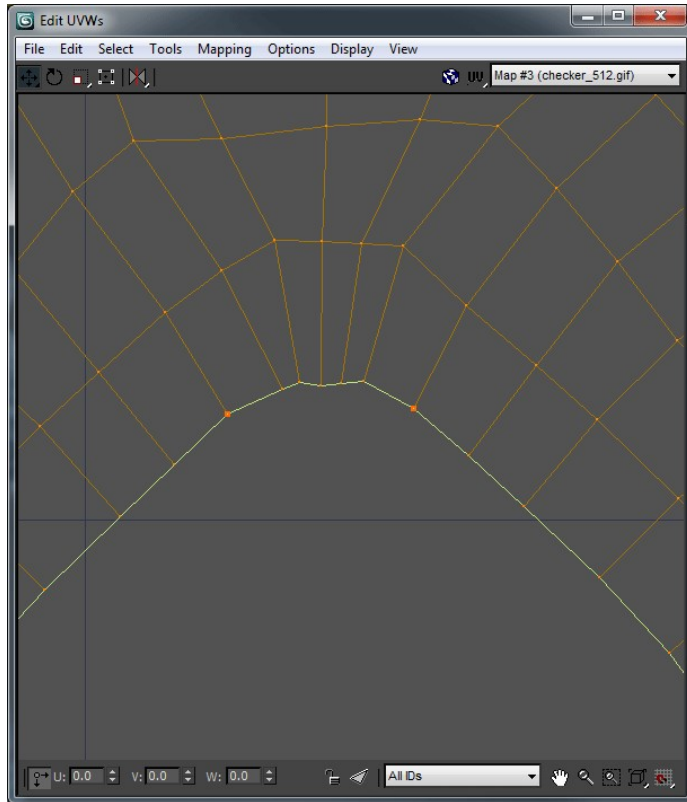 Edit UVWs
File Edit Select Tools Mapping Options Display View
UV Map #3 (checker_512.gif)
U: 0.0 V: 0.0 W: 0.0 All IDs